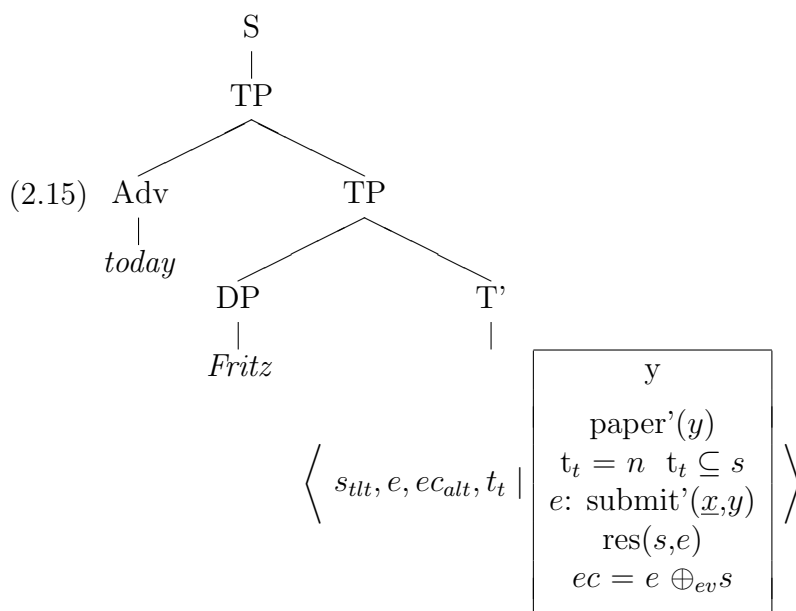 S
TP
(2.15) Adv TP
today
DP T’
Fritz
y
paper’(y)
t_t = n t_t ⊆ s
⟨ s_tlt, e, ec_alt, t_t |
e: submit’(x,y)
res(s,e)
ec = e ⊕_ev s
⟩